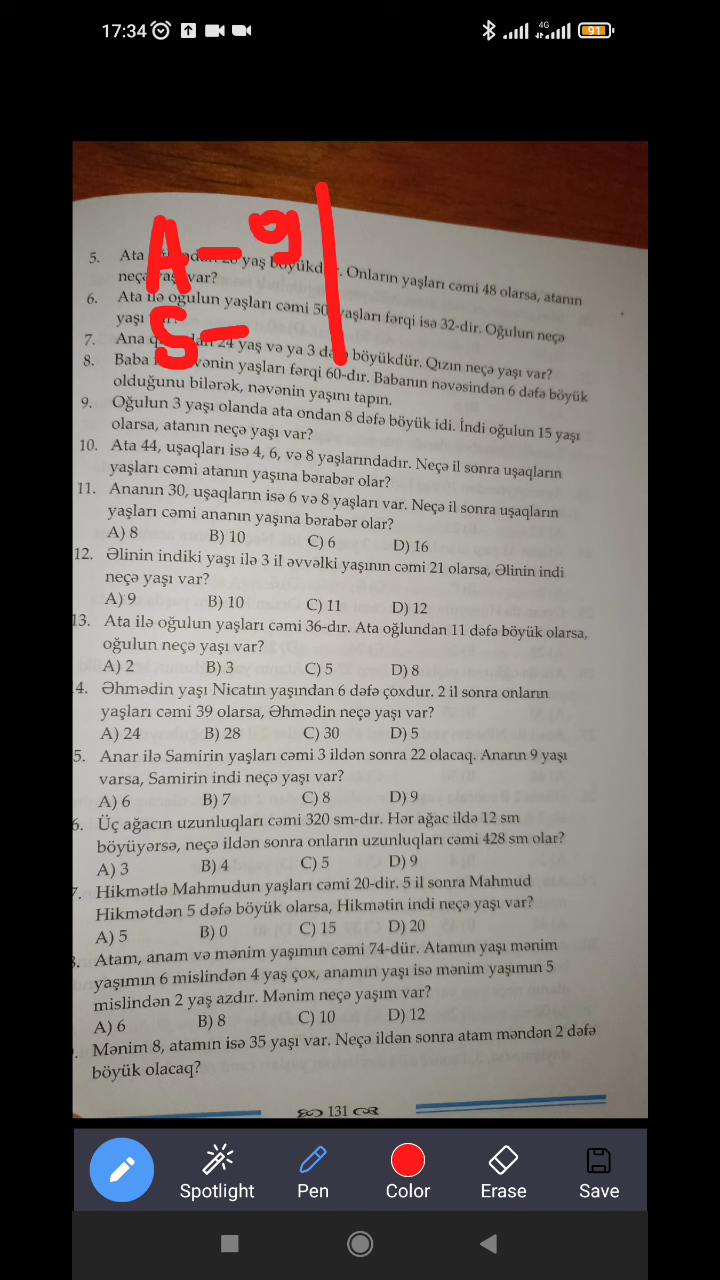 17:34 4G 91
A-9
S-
5. Ata yaş böyükdür. Onların yaşları cəmi 48 olarsa, atanın
neçə yaşı var?
6. Ata ilə oğulun yaşları cəmi 50, yaşları fərqi isə 32-dir. Oğulun neçə
yaşı var?
7. Ana 24 yaş və ya 3 dəfə böyükdür. Qızın neçə yaşı var?
8. Baba nəvənin yaşları fərqi 60-dır. Babanın nəvəsindən 6 dəfə böyük
olduğunu bilərək, nəvənin yaşını tapın.
9. Oğulun 3 yaşı olanda ata ondan 8 dəfə böyük idi. İndi oğulun 15 yaşı
olarsa, atanın neçə yaşı var?
10. Ata 44, uşaqları isə 4, 6, və 8 yaşlarındadır. Neçə il sonra uşaqların
yaşları cəmi atanın yaşına bərabər olar?
11. Ananın 30, uşaqların isə 6 və 8 yaşları var. Neçə il sonra uşaqların
yaşları cəmi ananın yaşına bərabər olar?
A) 8 B) 10 C) 6 D) 16
12. Əlinin indiki yaşı ilə 3 il əvvəlki yaşının cəmi 21 olarsa, Əlinin indi
neçə yaşı var?
A) 9 B) 10 C) 11 D) 12
13. Ata ilə oğulun yaşları cəmi 36-dır. Ata oğlundan 11 dəfə böyük olarsa,
oğulun neçə yaşı var?
A) 2 B) 3 C) 5 D) 8
4. Əhmədin yaşı Nicatın yaşından 6 dəfə çoxdur. 2 il sonra onların
yaşları cəmi 39 olarsa, Əhmədin neçə yaşı var?
A) 24 B) 28 C) 30 D) 5
5. Anar ilə Samirin yaşları cəmi 3 ildən sonra 22 olacaq. Anarın 9 yaşı
varsa, Samirin indi neçə yaşı var?
A) 6 B) 7 C) 8 D) 9
6. Üç ağacın uzunluqları cəmi 320 sm-dır. Hər ağac ildə 12 sm
böyüyərsə, neçə ildən sonra onların uzunluqları cəmi 428 sm olar?
A) 3 B) 4 C) 5 D) 9
7. Hikmətlə Mahmudun yaşları cəmi 20-dir. 5 il sonra Mahmud
Hikmətdən 5 dəfə böyük olarsa, Hikmətin indi neçə yaşı var?
A) 5 B) 0 C) 15 D) 20
8. Atam, anam və mənim yaşımın cəmi 74-dür. Atamın yaşı mənim
yaşımın 6 mislindən 4 yaş çox, anamın yaşı isə mənim yaşımın 5
mislindən 2 yaş azdır. Mənim neçə yaşım var?
A) 6 B) 8 C) 10 D) 12
Mənim 8, atamın isə 35 yaşı var. Neçə ildən sonra atam məndən 2 dəfə
böyük olacaq?
131
Spotlight Pen Color Erase Save